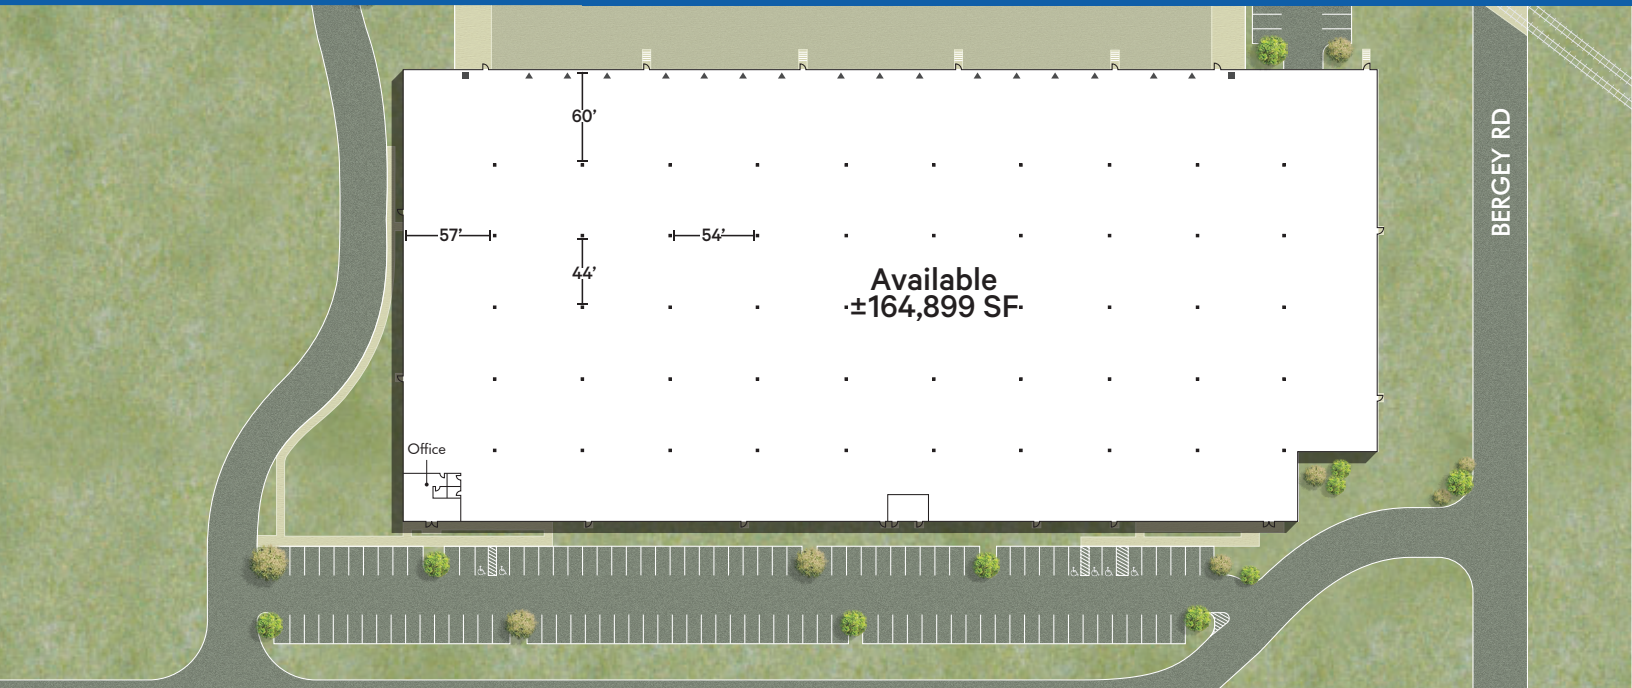 60’
57’
54’
44’
Available
±164,899 SF
Office
BERGEY RD